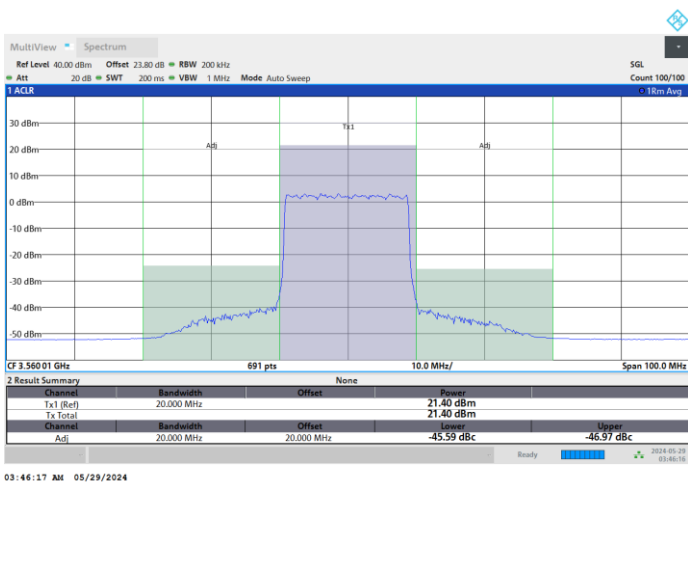 MultiView Spectrum
Ref Level 40.00 dBm Offset 23.80 dB RBW 200 kHz SGL
Att 20 dB SWT 200 ms VBW 1 MHz Mode Auto Sweep Count 100/100
1 ACLR 1Rm Avg
30 dBm
Tx1
20 dBm
Adj Adj
10 dBm
0 dBm
-10 dBm
-20 dBm
-30 dBm
-40 dBm
-50 dBm
CF 3.56001 GHz 691 pts 10.0 MHz/ Span 100.0 MHz
2 Result Summary None
Channel Bandwidth Offset Power
Tx1 (Ref) 20.000 MHz 21.40 dBm
Tx Total 21.40 dBm
Channel Bandwidth Offset Lower Upper
Adj 20.000 MHz 20.000 MHz -45.59 dBc -46.97 dBc
Ready 2024-05-29
03:46:16
03:46:17 AM 05/29/2024